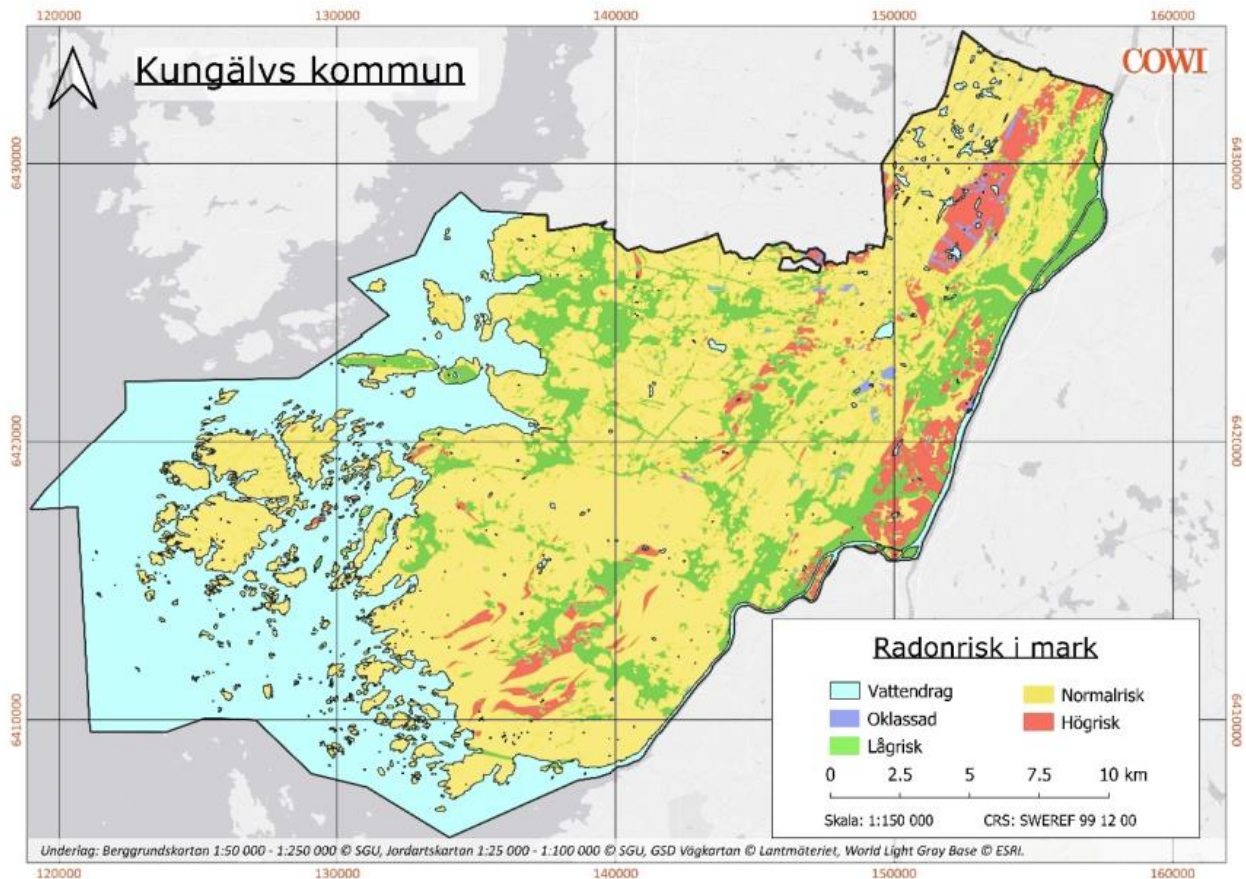 120000 130000 140000 150000 160000
Kungälvs kommun
COWI
6430000 6430000
6420000 6420000
6410000 6410000
Radonrisk i mark
Vattendrag Normalrisk
Oklassad Högrisk
Lågrisk
0 2.5 5 7.5 10 km
Skala: 1:150 000 CRS: SWEREF 99 12 00
Underlag: Berggrundskartan 1:50 000 - 1:250 000 © SGU, Jordartskartan 1:25 000 - 1:100 000 © SGU, GSD Vägkartan © Lantmäteriet, World Light Gray Base © ESRI.
120000 130000 140000 150000 160000